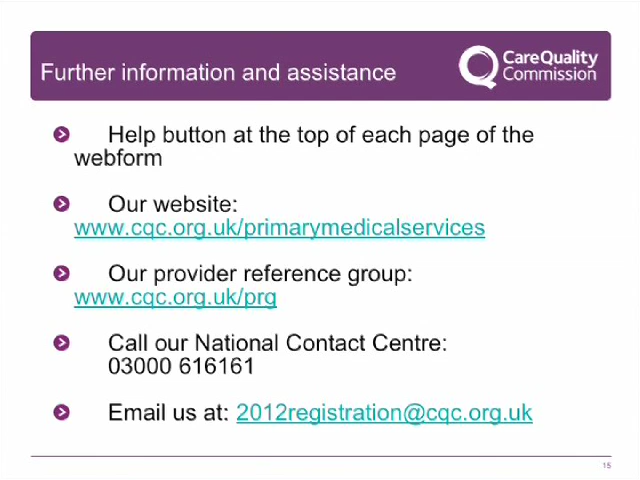 Further information and assistance
CareQuality
Commission
Help button at the top of each page of the
webform
Our website:
www.cqc.org.uk/primarymedicalservices
Our provider reference group:
www.cqc.org.uk/prg
Call our National Contact Centre:
03000 616161
Email us at: 2012registration@cqc.org.uk
15